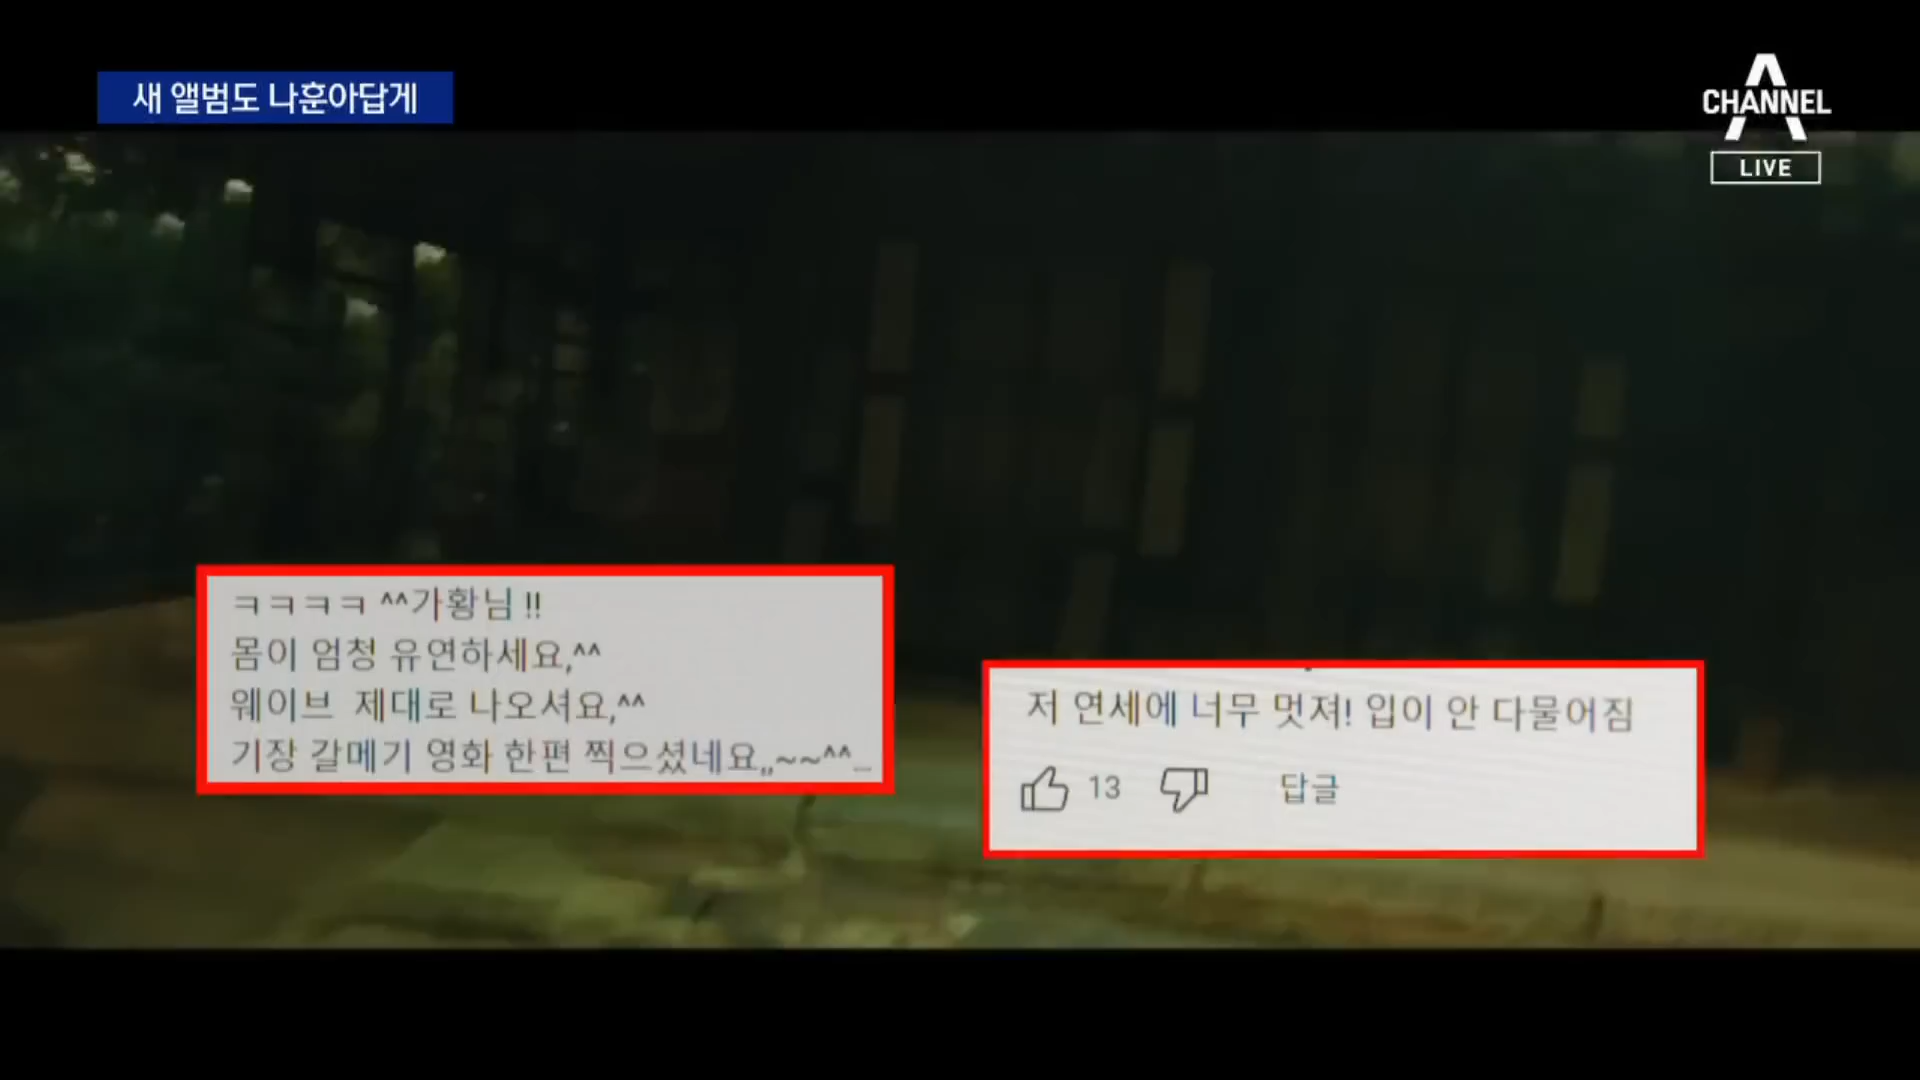 새 앨범도 나훈아답게
CHANNEL A
LIVE
ㅋㅋㅋㅋ ^^가황님 !!
몸이 엄청 유연하세요,^^
웨이브 제대로 나오셔요,^^
기장 갈메기 영화 한편 찍으셨네요,,~~^^_
저 연세에 너무 멋져! 입이 안 다물어짐
13
답글